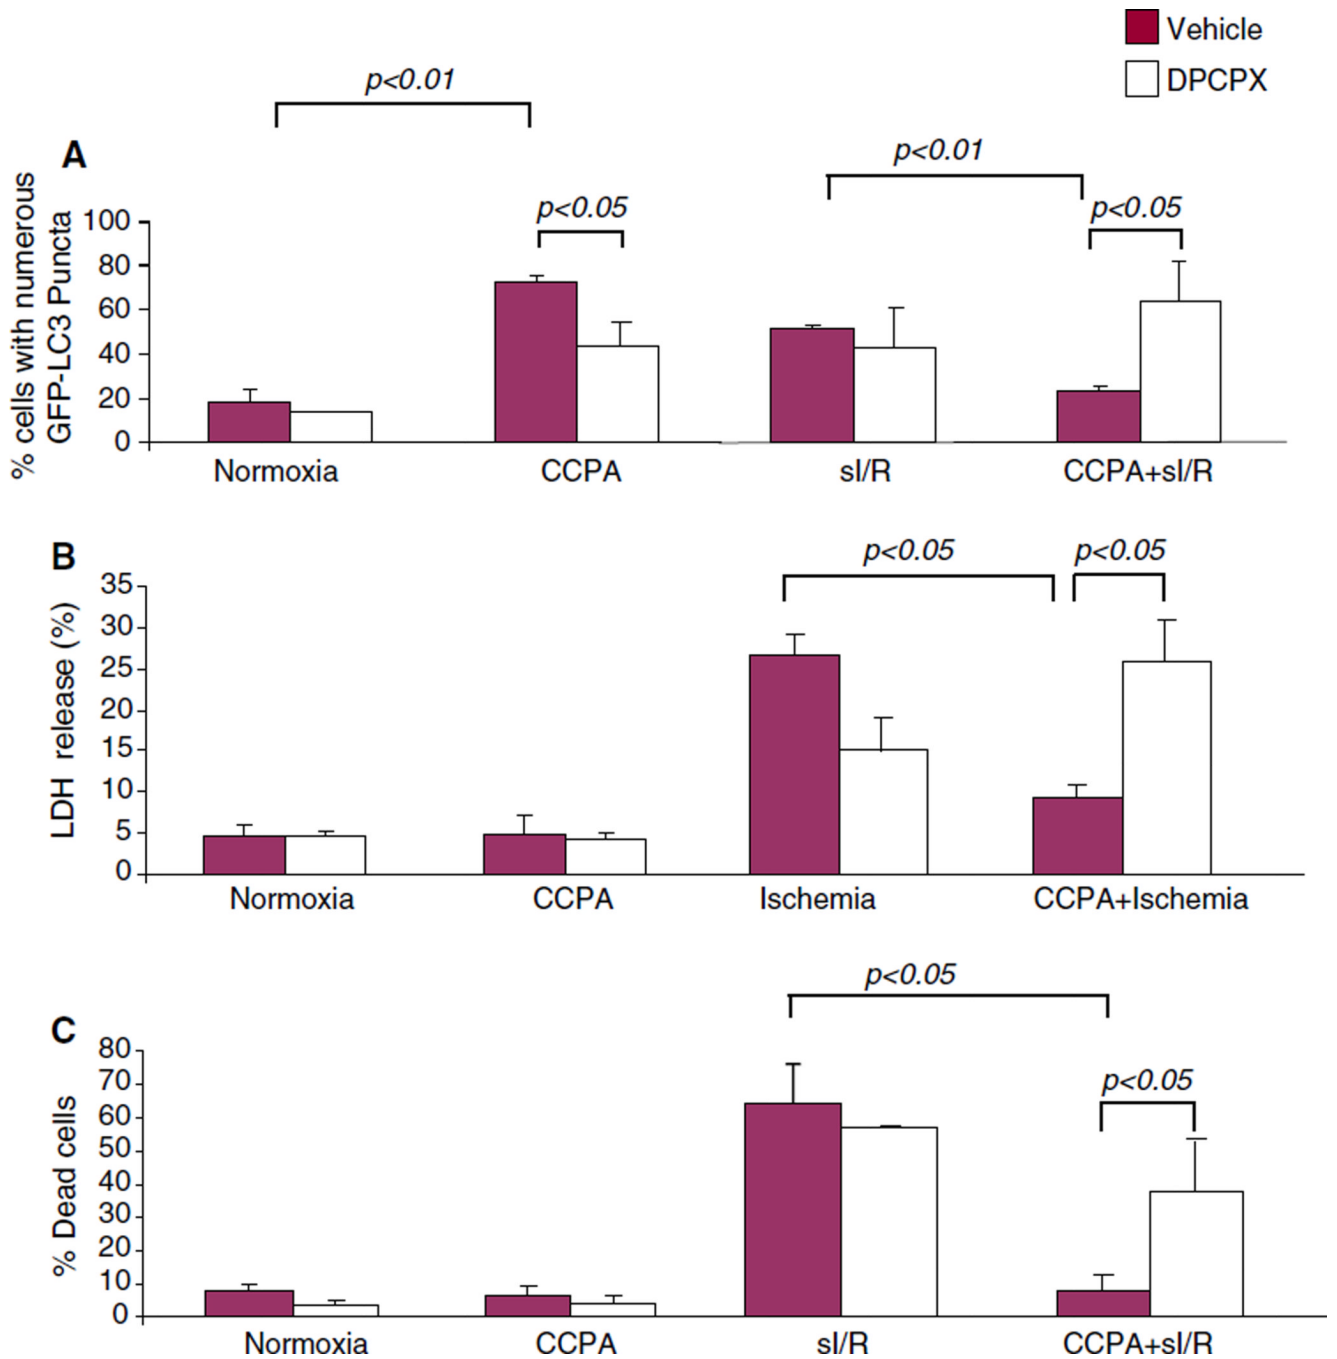 Vehicle
DPCPX
p<0.01
A
p<0.01
p<0.05
p<0.05
% cells with numerous
GFP-LC3 Puncta
100
80
60
40
20
0
Normoxia CCPA sI/R CCPA+sI/R
B
p<0.05 p<0.05
LDH release (%)
35
30
25
20
15
10
5
0
Normoxia CCPA Ischemia CCPA+Ischemia
p<0.05
C
p<0.05
% Dead cells
80
70
60
50
40
30
20
10
0
Normoxia CCPA sI/R CCPA+sI/R